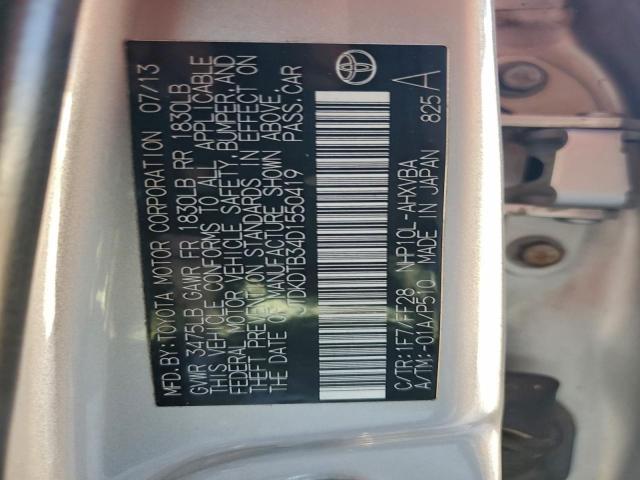 MFD. BY: TOYOTA MOTOR CORPORATION 07/13
GVWR 3475LB GAWR FR 1830LB RR 1830LB
THIS VEHICLE CONFORMS TO ALL APPLICABLE
FEDERAL MOTOR VEHICLE SAFETY, BUMPER, AND
THEFT PREVENTION STANDARDS IN EFFECT ON
THE DATE OF MANUFACTURE SHOWN ABOVE.
JTDKDTB34D1550419 PASS. CAR
C/TR: 1F7/FF28 NHP10L-AHXVBA
A/TM: -01A/P510 MADE IN JAPAN 825 A